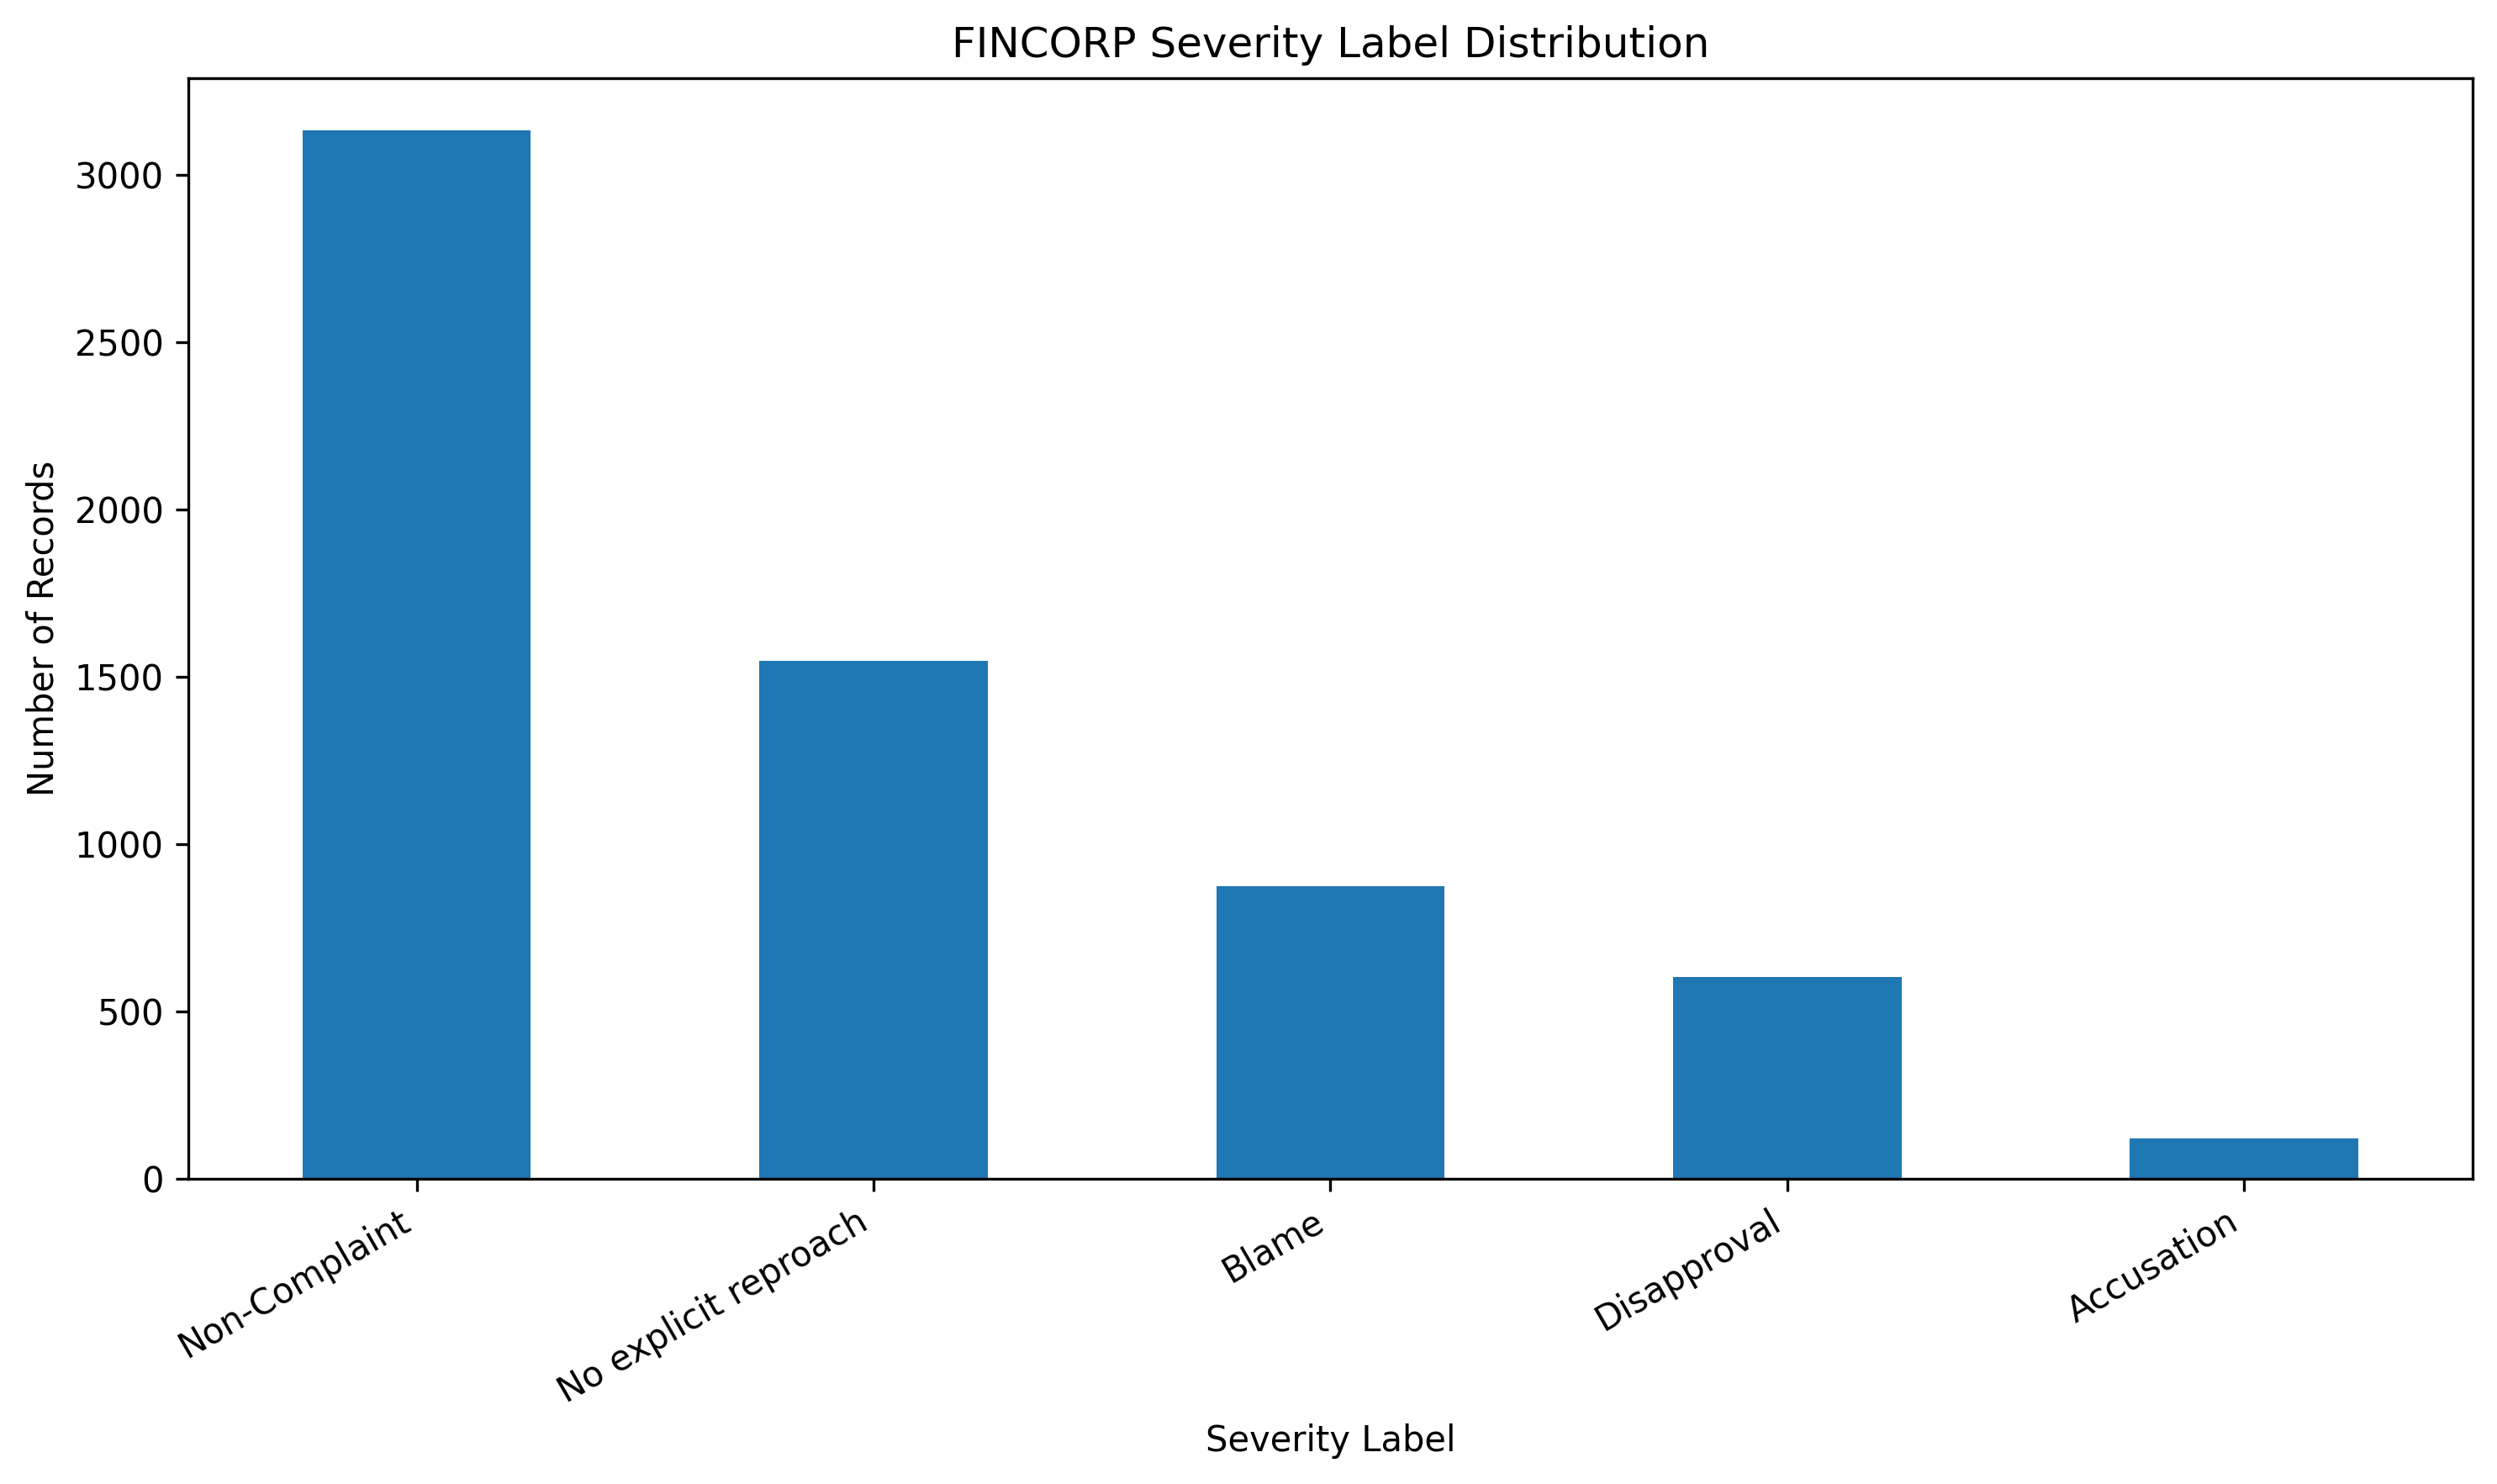 FINCORP Severity Label Distribution
Number of Records
3000
2500
2000
1500
1000
500
0
Non-Complaint
No explicit reproach
Blame
Disapproval
Accusation
Severity Label